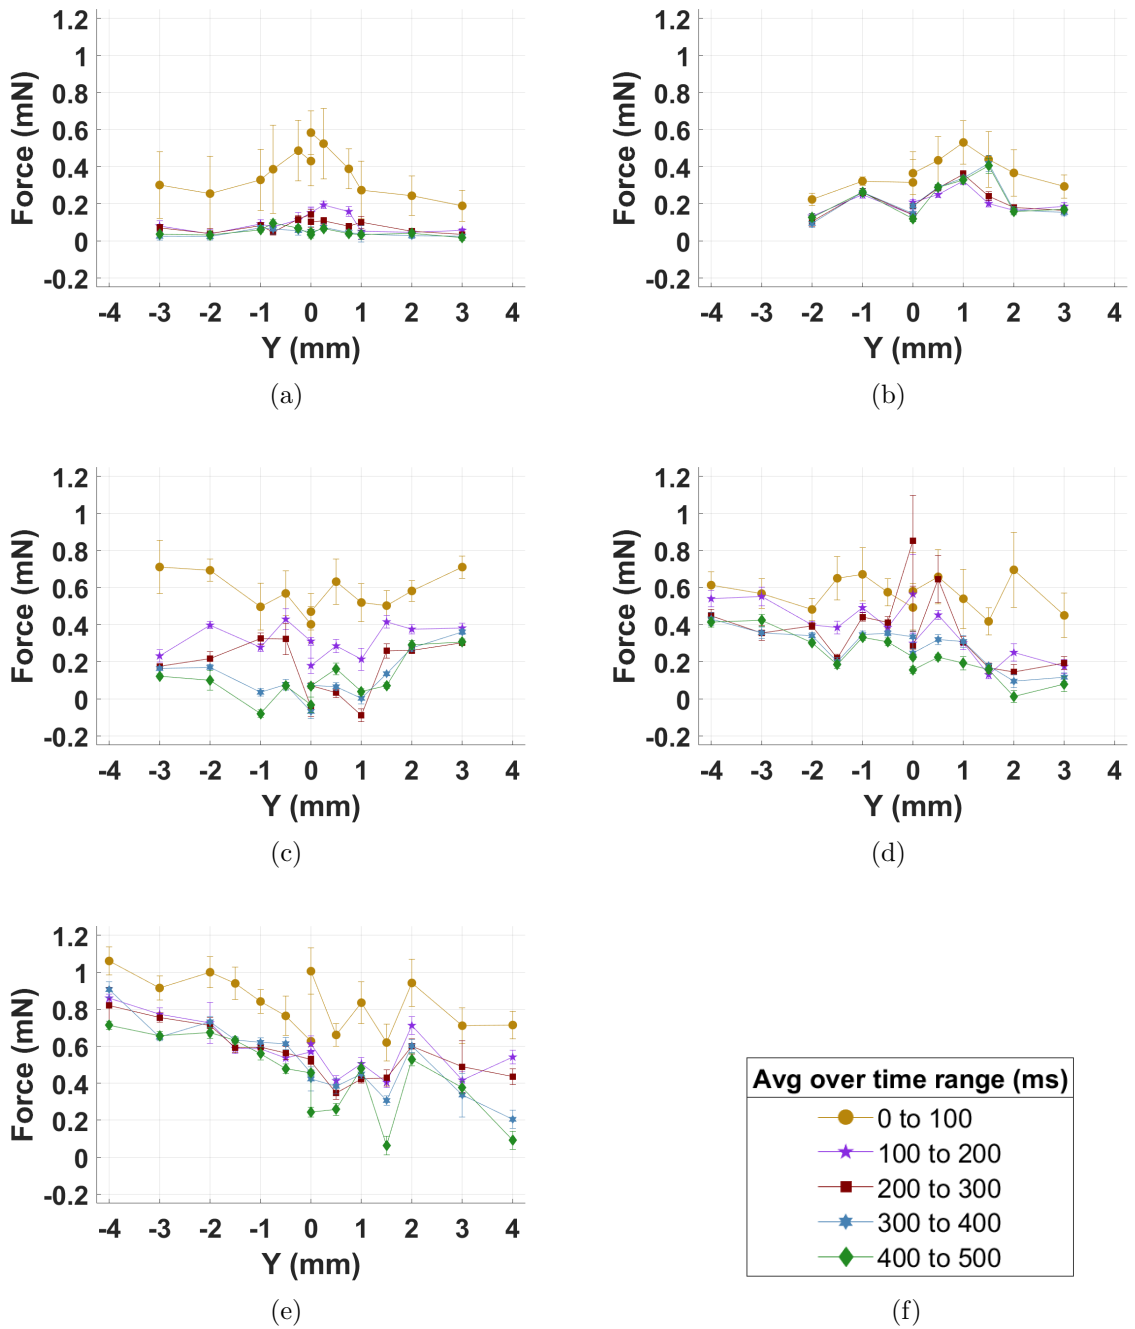 1.2
1
0.8
0.6
0.4
0.2
0
-0.2
Force (mN)
-4 -3 -2 -1 0 1 2 3 4
Y (mm)
(a)
1.2
1
0.8
0.6
0.4
0.2
0
-0.2
Force (mN)
-4 -3 -2 -1 0 1 2 3 4
Y (mm)
(b)
1.2
1
0.8
0.6
0.4
0.2
0
-0.2
Force (mN)
-4 -3 -2 -1 0 1 2 3 4
Y (mm)
(c)
1.2
1
0.8
0.6
0.4
0.2
0
-0.2
Force (mN)
-4 -3 -2 -1 0 1 2 3 4
Y (mm)
(d)
1.2
1
0.8
0.6
0.4
0.2
0
-0.2
Force (mN)
-4 -3 -2 -1 0 1 2 3 4
Y (mm)
(e)
Avg over time range (ms)
0 to 100
100 to 200
200 to 300
300 to 400
400 to 500
(f)